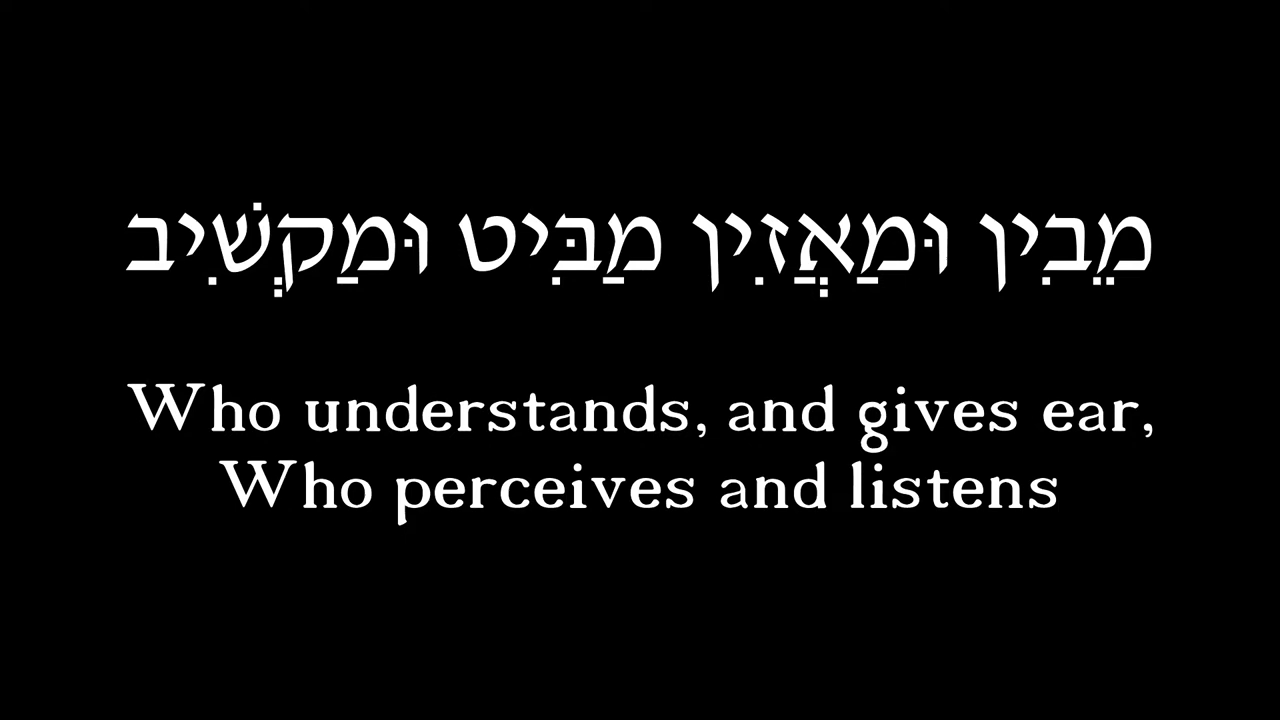 מֵבִין וּמַאֲזִין מַבִּיט וּמַקְשִׁיב
Who understands, and gives ear,
Who perceives and listens